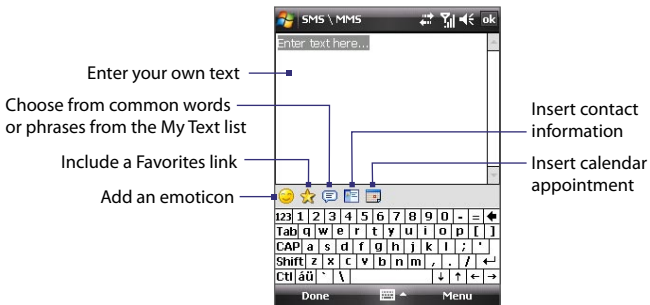 SMS \ MMS
ok
Enter text here...
Enter your own text
Choose from common words
or phrases from the My Text list
Include a Favorites link
Add an emoticon
Insert contact
information
Insert calendar
appointment
123 1 2 3 4 5 6 7 8 9 0 - =
Tab q w e r t y u i o p [ ]
CAP a s d f g h j k l ; '
Shift z x c v b n m , . /
Ctl áü ` \
Done
Menu